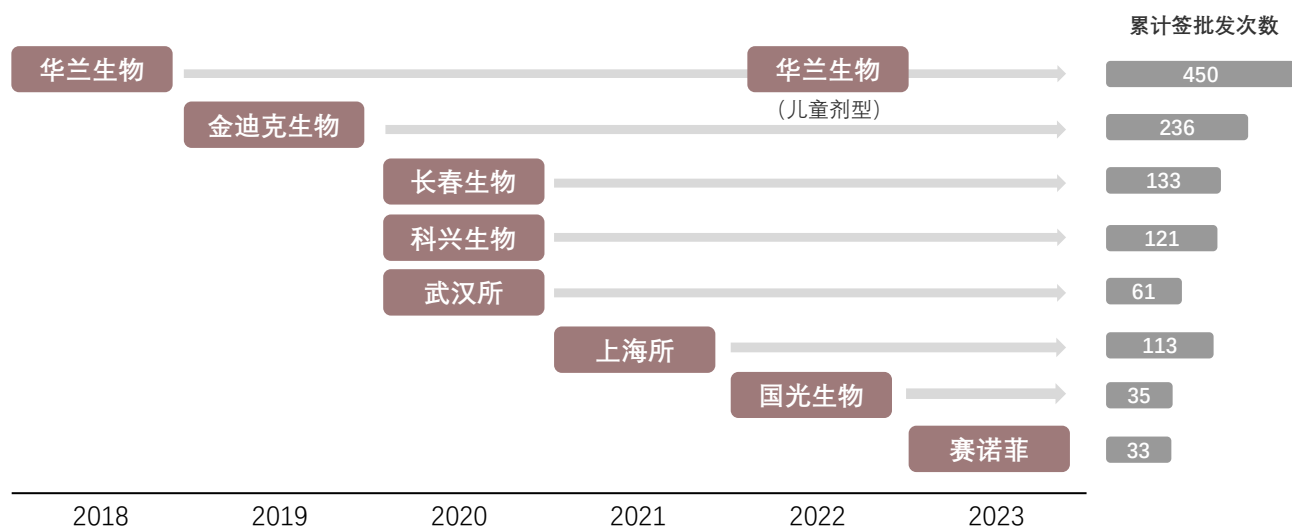 累计签批发次数
华兰生物
华兰生物
450
(儿童剂型)
金迪克生物
236
长春生物
133
科兴生物
121
武汉所
61
上海所
113
国光生物
35
赛诺菲
33
2018 2019 2020 2021 2022 2023